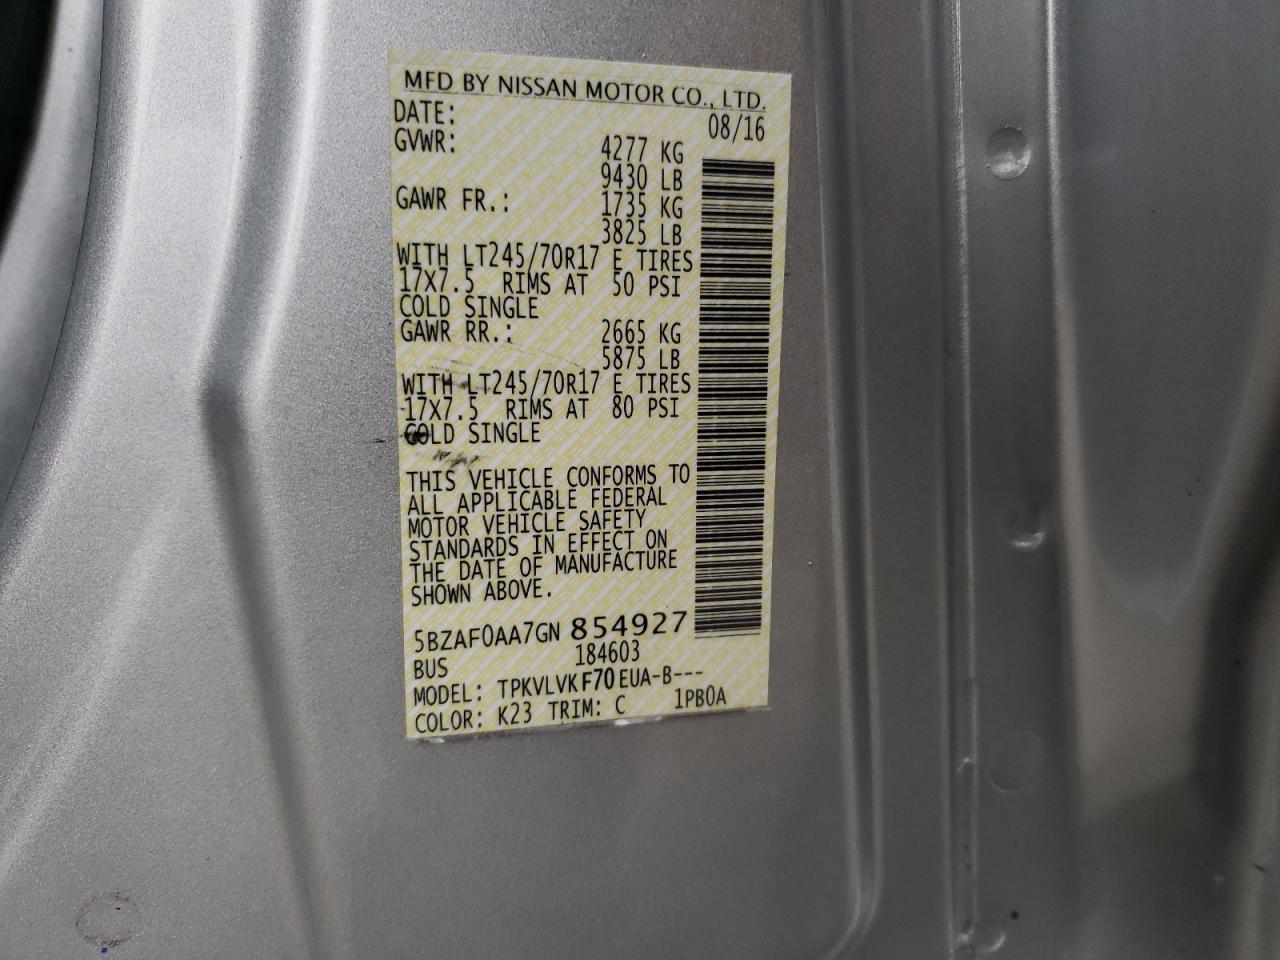 MFD BY NISSAN MOTOR CO., LTD.
DATE: 08/16
GVWR: 4277 KG
9430 LB
GAWR FR.: 1735 KG
3825 LB
WITH LT245/70R17 E TIRES
17X7.5 RIMS AT 50 PSI
COLD SINGLE
GAWR RR.: 2665 KG
5875 LB
WITH LT245/70R17 E TIRES
17X7.5 RIMS AT 80 PSI
COLD SINGLE
THIS VEHICLE CONFORMS TO
ALL APPLICABLE FEDERAL
MOTOR VEHICLE SAFETY
STANDARDS IN EFFECT ON
THE DATE OF MANUFACTURE
SHOWN ABOVE.
5BZAF0AA7GN 854927
BUS 184603
MODEL: TPKVLVKF70EUA-B---
COLOR: K23 TRIM: C 1PB0A